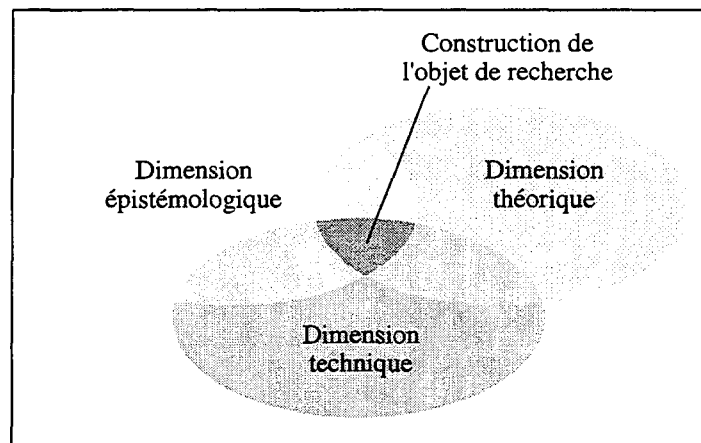 Construction de
l'objet de recherche
Dimension
épistémologique
Dimension
théorique
Dimension
technique